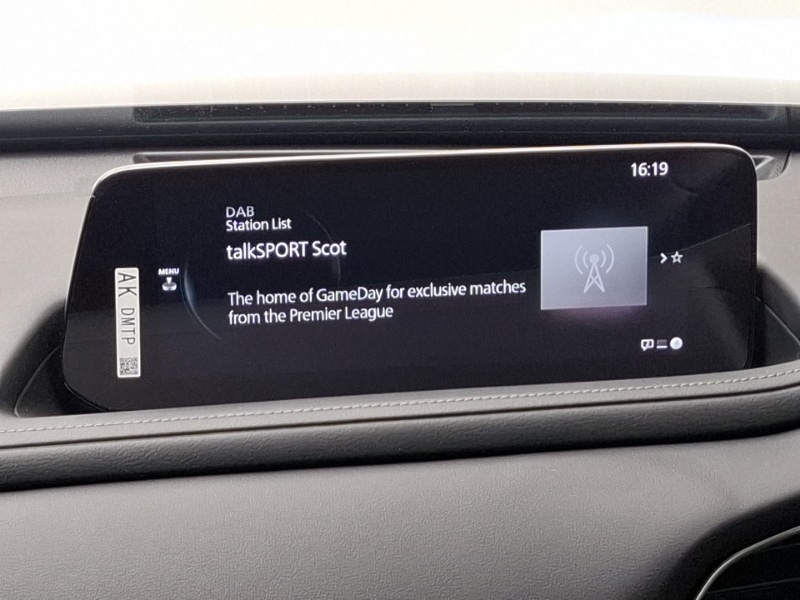 16:19
DAB
Station List
talkSPORT Scot
MENU
The home of GameDay for exclusive matches
from the Premier League
AK DMTP